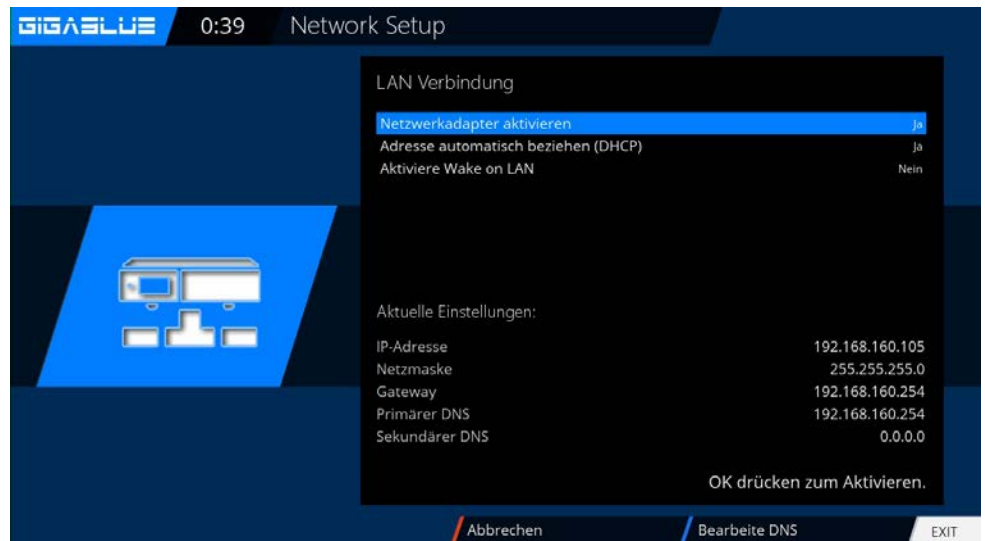 GIGABLUE 0:39 Network Setup
LAN Verbindung
Netzwerkadapter aktivieren Ja
Adresse automatisch beziehen (DHCP) Ja
Aktiviere Wake on LAN Nein
Aktuelle Einstellungen:
IP-Adresse 192.168.160.105
Netzmaske 255.255.255.0
Gateway 192.168.160.254
Primärer DNS 192.168.160.254
Sekundärer DNS 0.0.0.0
OK drücken zum Aktivieren.
Abbrechen Bearbeite DNS EXIT